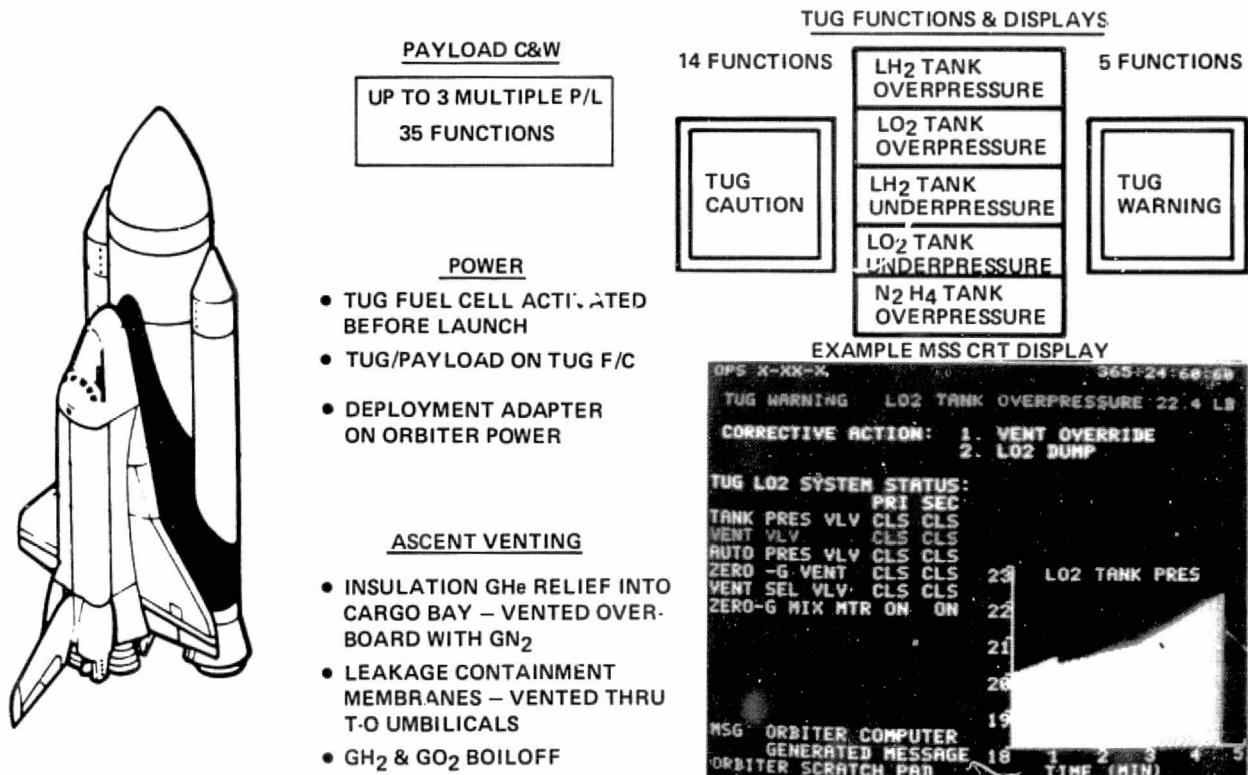 PAYLOAD C&W
UP TO 3 MULTIPLE P/L
35 FUNCTIONS
POWER
• TUG FUEL CELL ACTIVATED
BEFORE LAUNCH
• TUG/PAYLOAD ON TUG F/C
• DEPLOYMENT ADAPTER
ON ORBITER POWER
ASCENT VENTING
• INSULATION GHe RELIEF INTO
CARGO BAY – VENTED OVER-
BOARD WITH GN2
• LEAKAGE CONTAINMENT
MEMBRANES – VENTED THRU
T-O UMBILICALS
• GH2 & GO2 BOILOFF
TUG FUNCTIONS & DISPLAYS
14 FUNCTIONS
TUG
CAUTION
LH2 TANK
OVERPRESSURE
LO2 TANK
OVERPRESSURE
LH2 TANK
UNDERPRESSURE
LO2 TANK
UNDERPRESSURE
N2 H4 TANK
OVERPRESSURE
5 FUNCTIONS
TUG
WARNING
EXAMPLE MSS CRT DISPLAY
OPS X-XX-X 365:24:60:60
TUG WARNING LO2 TANK OVERPRESSURE 22.4 LB
CORRECTIVE ACTION: 1. VENT OVERRIDE
2. LO2 DUMP
TUG LO2 SYSTEM STATUS:
PRI SEC
TANK PRES VLV CLS CLS
VENT VLV CLS CLS
AUTO PRES VLV CLS CLS
ZERO -G VENT CLS CLS
VENT SEL VLV CLS CLS
ZERO-G MIX MTR ON ON
LO2 TANK PRES
23
22
21
20
19
18 1 2 3 4 5
TIME (MIN)
MSG ORBITER COMPUTER
GENERATED MESSAGE
ORBITER SCRATCH PAD